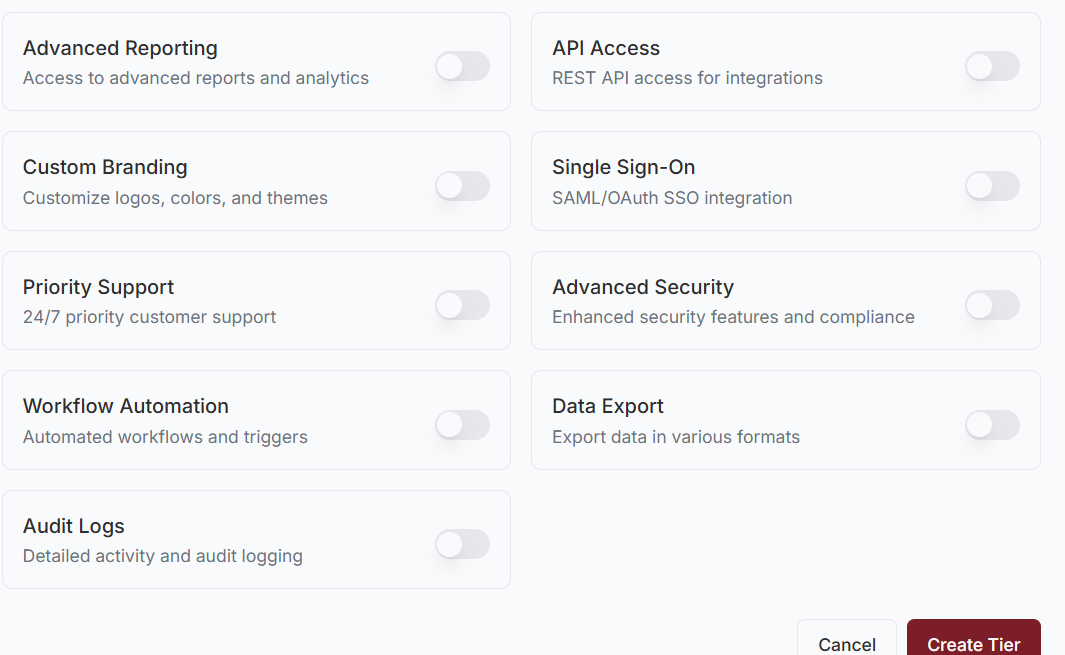 Advanced Reporting
Access to advanced reports and analytics
API Access
REST API access for integrations
Custom Branding
Customize logos, colors, and themes
Single Sign-On
SAML/OAuth SSO integration
Priority Support
24/7 priority customer support
Advanced Security
Enhanced security features and compliance
Workflow Automation
Automated workflows and triggers
Data Export
Export data in various formats
Audit Logs
Detailed activity and audit logging
Cancel
Create Tier